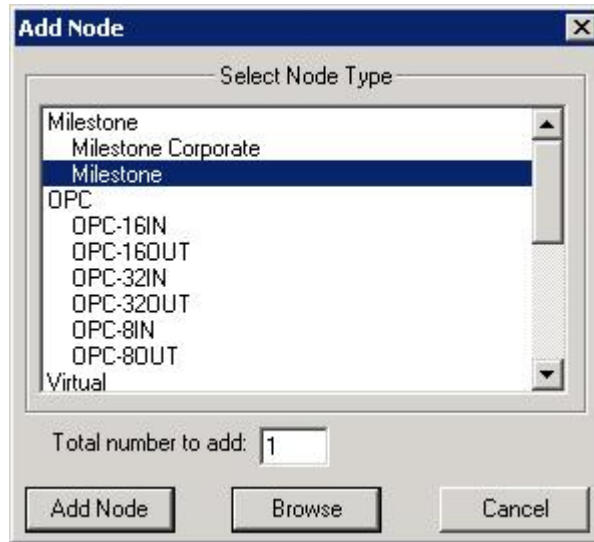 Add Node
Select Node Type
Milestone
Milestone Corporate
Milestone
OPC
OPC-16IN
OPC-16OUT
OPC-32IN
OPC-32OUT
OPC-8IN
OPC-8OUT
Virtual
Total number to add: 1
Add Node Browse Cancel